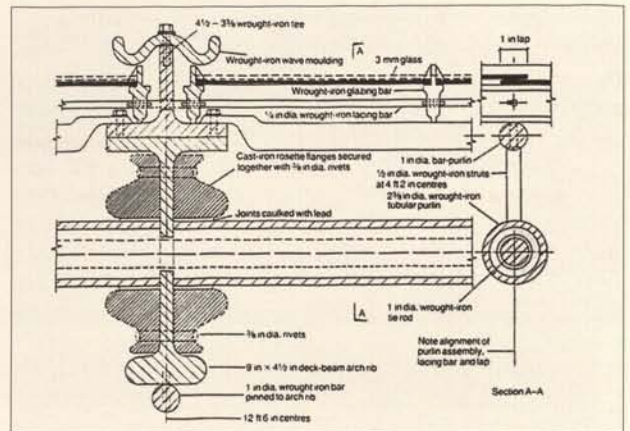 4½ – 3⅜ wrought-iron tee
Wrought-iron wave moulding
A
3 mm glass
1 in lap
Wrought-iron glazing bar
¼ in dia. wrought-iron lacing bar
Cast-iron rosette flanges secured
together with ⅜ in dia. rivets
Joints caulked with lead
1 in dia. bar-purlin
½ in dia. wrought-iron struts
at 4 ft 2 in centres
2⅜ in dia. wrought-iron
tubular purlin
⅜ in dia. rivets
9 in × 4½ in deck-beam arch rib
1 in dia. wrought iron bar
pinned to arch rib
12 ft 6 in centres
A
1 in dia. wrought-iron
tie rod
Note alignment of
purlin assembly,
lacing bar and lap
Section A–A